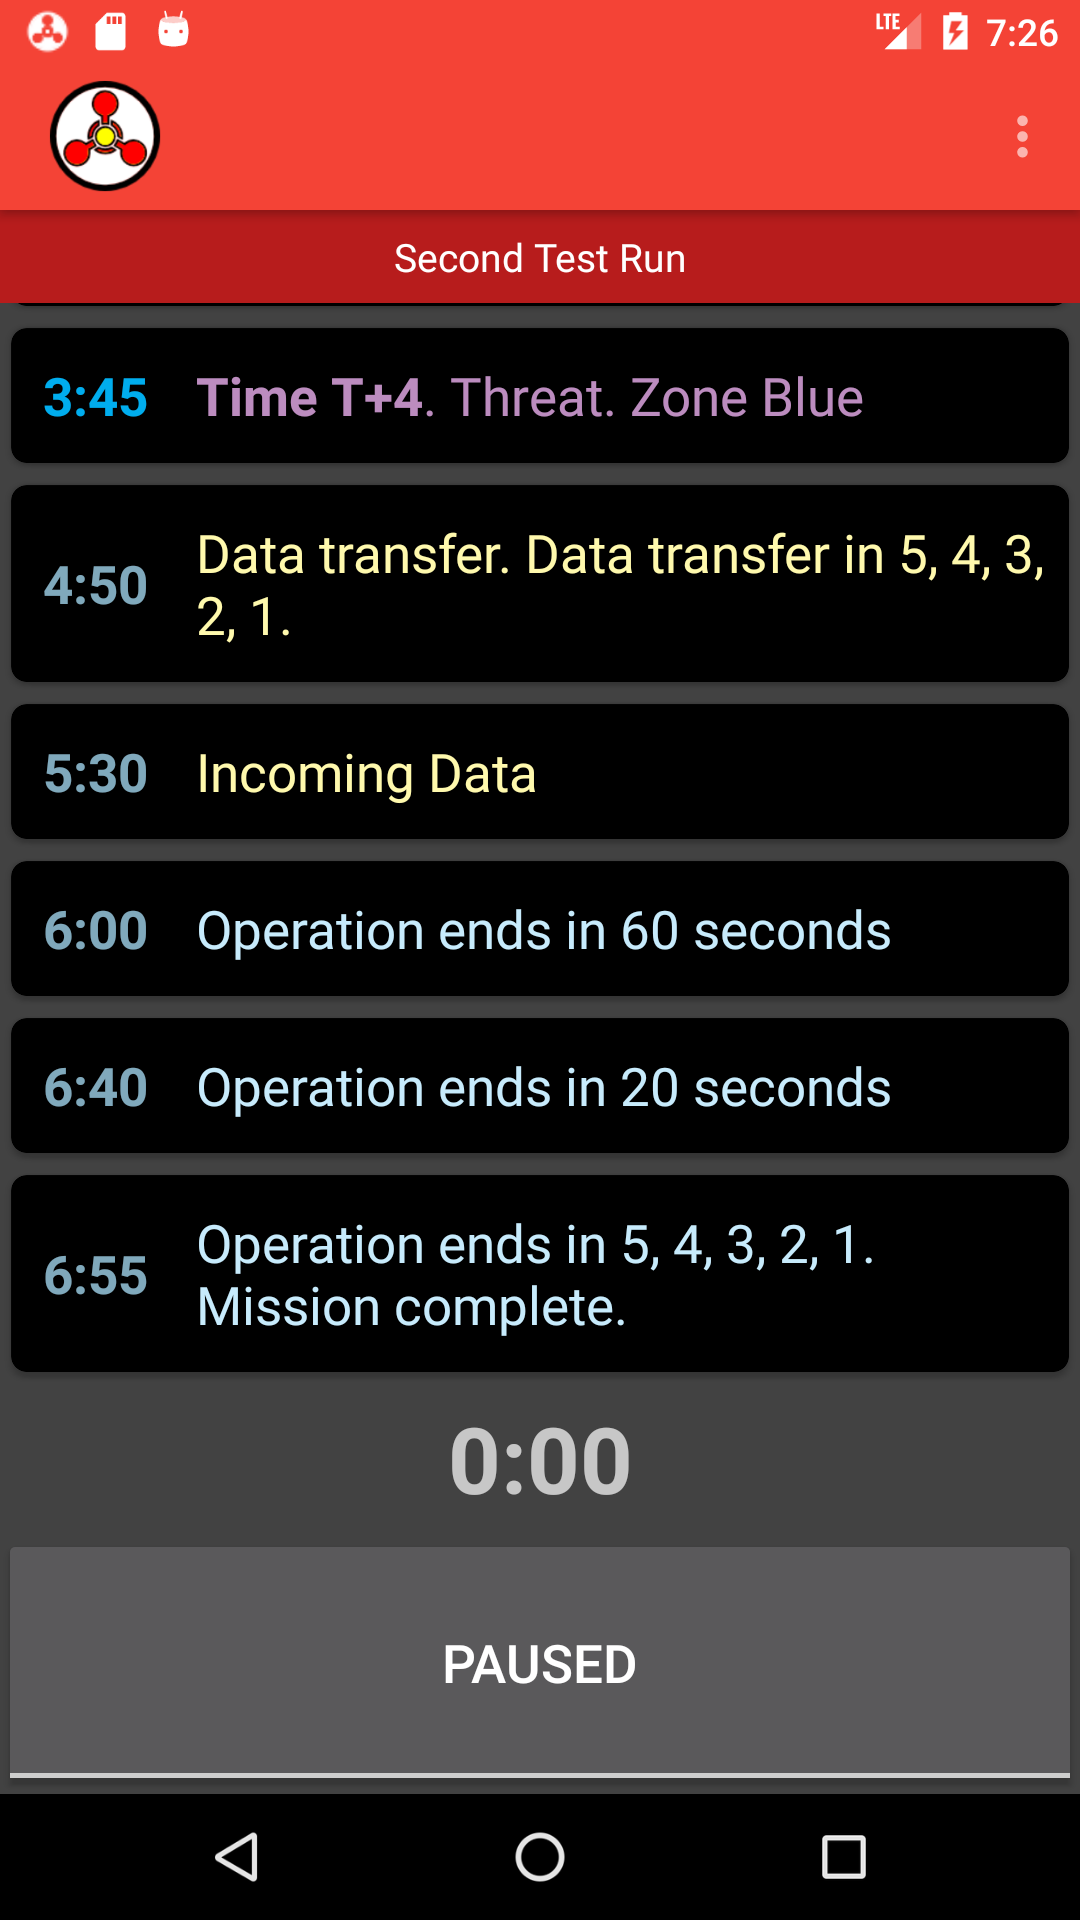 LTE 7:26
Second Test Run
3:45 Time T+4. Threat. Zone Blue
4:50 Data transfer. Data transfer in 5, 4, 3,
2, 1.
5:30 Incoming Data
6:00 Operation ends in 60 seconds
6:40 Operation ends in 20 seconds
6:55 Operation ends in 5, 4, 3, 2, 1.
Mission complete.
0:00
PAUSED